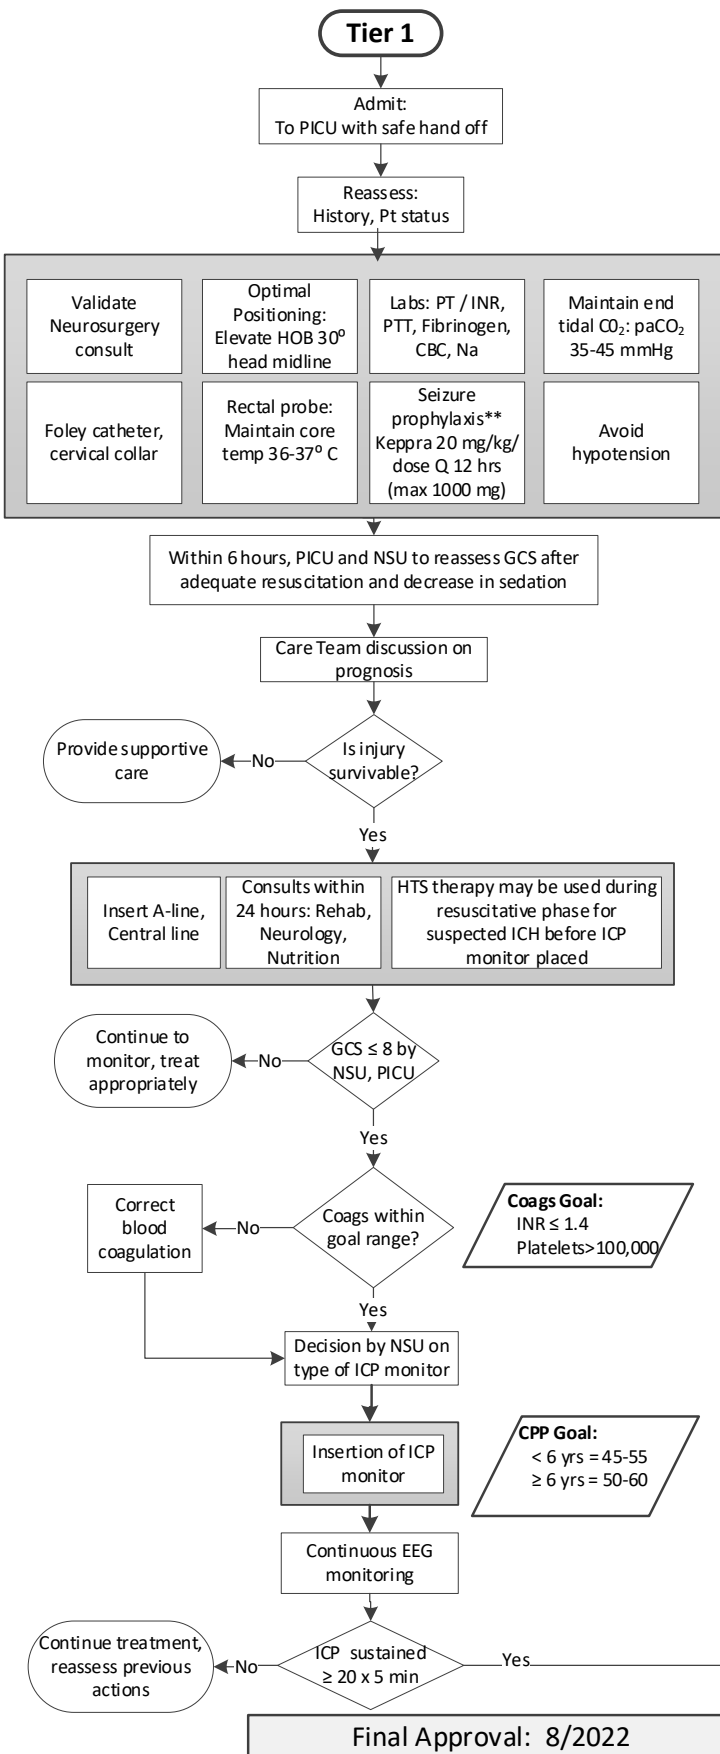 Tier 1
Admit:
To PICU with safe hand off
Reassess:
History, Pt status
Validate
Neurosurgery
consult
Optimal
Positioning:
Elevate HOB 30⁰
head midline
Labs: PT / INR,
PTT, Fibrinogen,
CBC, Na
Maintain end
tidal C0₂: paCO₂
35-45 mmHg
Foley catheter,
cervical collar
Rectal probe:
Maintain core
temp 36-37⁰ C
Seizure
prophylaxis**
Keppra 20 mg/kg/
dose Q 12 hrs
(max 1000 mg)
Avoid
hypotension
Within 6 hours, PICU and NSU to reassess GCS after
adequate resuscitation and decrease in sedation
Care Team discussion on
prognosis
Is injury
survivable?
No
Provide supportive
care
Yes
Insert A-line,
Central line
Consults within
24 hours: Rehab,
Neurology,
Nutrition
HTS therapy may be used during
resuscitative phase for
suspected ICH before ICP
monitor placed
GCS ≤ 8 by
NSU, PICU
No
Continue to
monitor, treat
appropriately
Yes
Coags within
goal range?
No
Correct
blood
coagulation
Coags Goal:
INR ≤ 1.4
Platelets>100,000
Yes
Decision by NSU on
type of ICP monitor
Insertion of ICP
monitor
CPP Goal:
< 6 yrs = 45-55
≥ 6 yrs = 50-60
Continuous EEG
monitoring
ICP sustained
≥ 20 x 5 min
No
Continue treatment,
reassess previous
actions
Yes
Final Approval: 8/2022